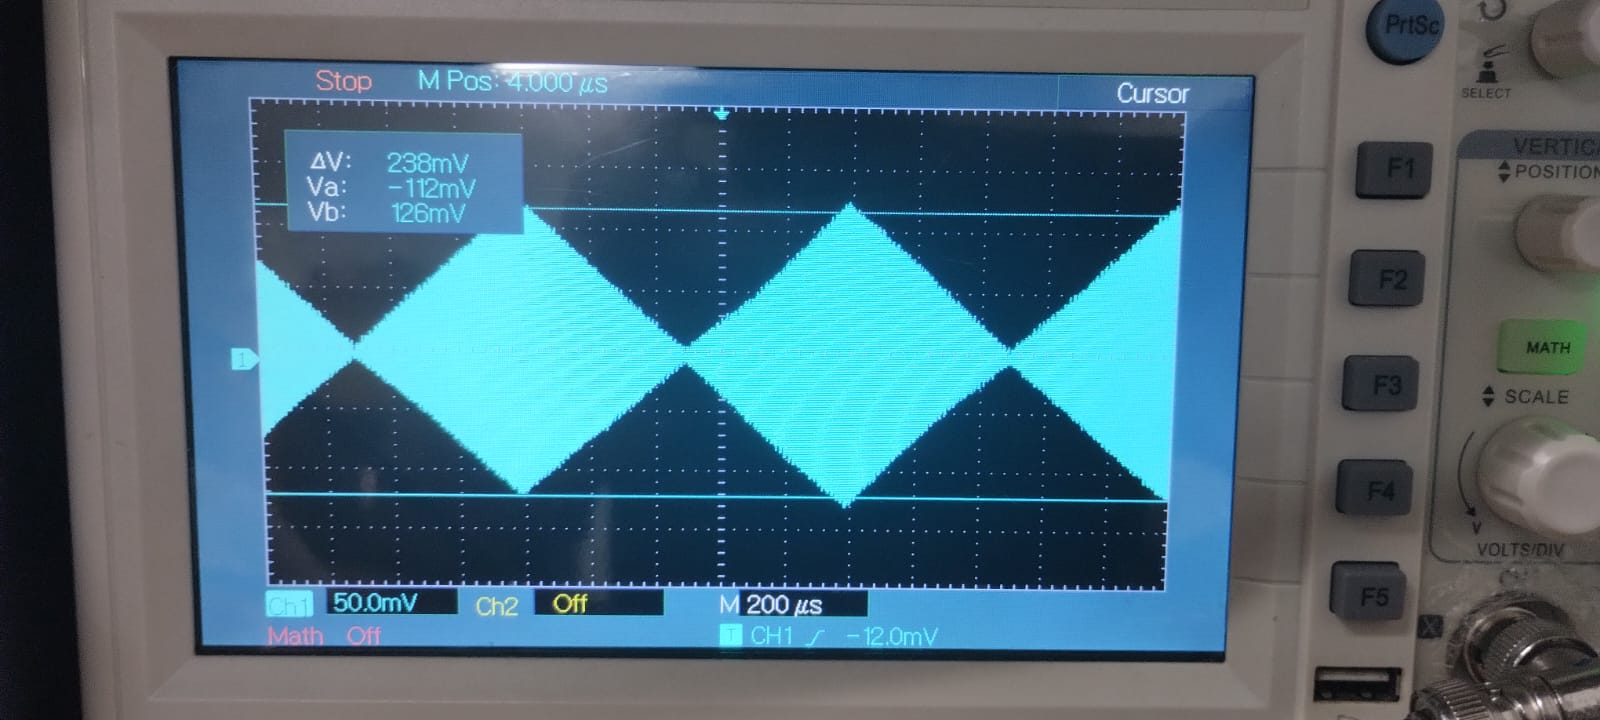 PrtSc
Stop M Pos: -4.000 µs Cursor
SELECT
ΔV: 238mV
Va: -112mV
Vb: 126mV
F1
POSITION
F2
1
MATH
F3
SCALE
F4
V
VOLTS/DIV
Ch1 50.0mV Ch2 Off M 200 µs
F5
Math Off T CH1 -12.0mV
X